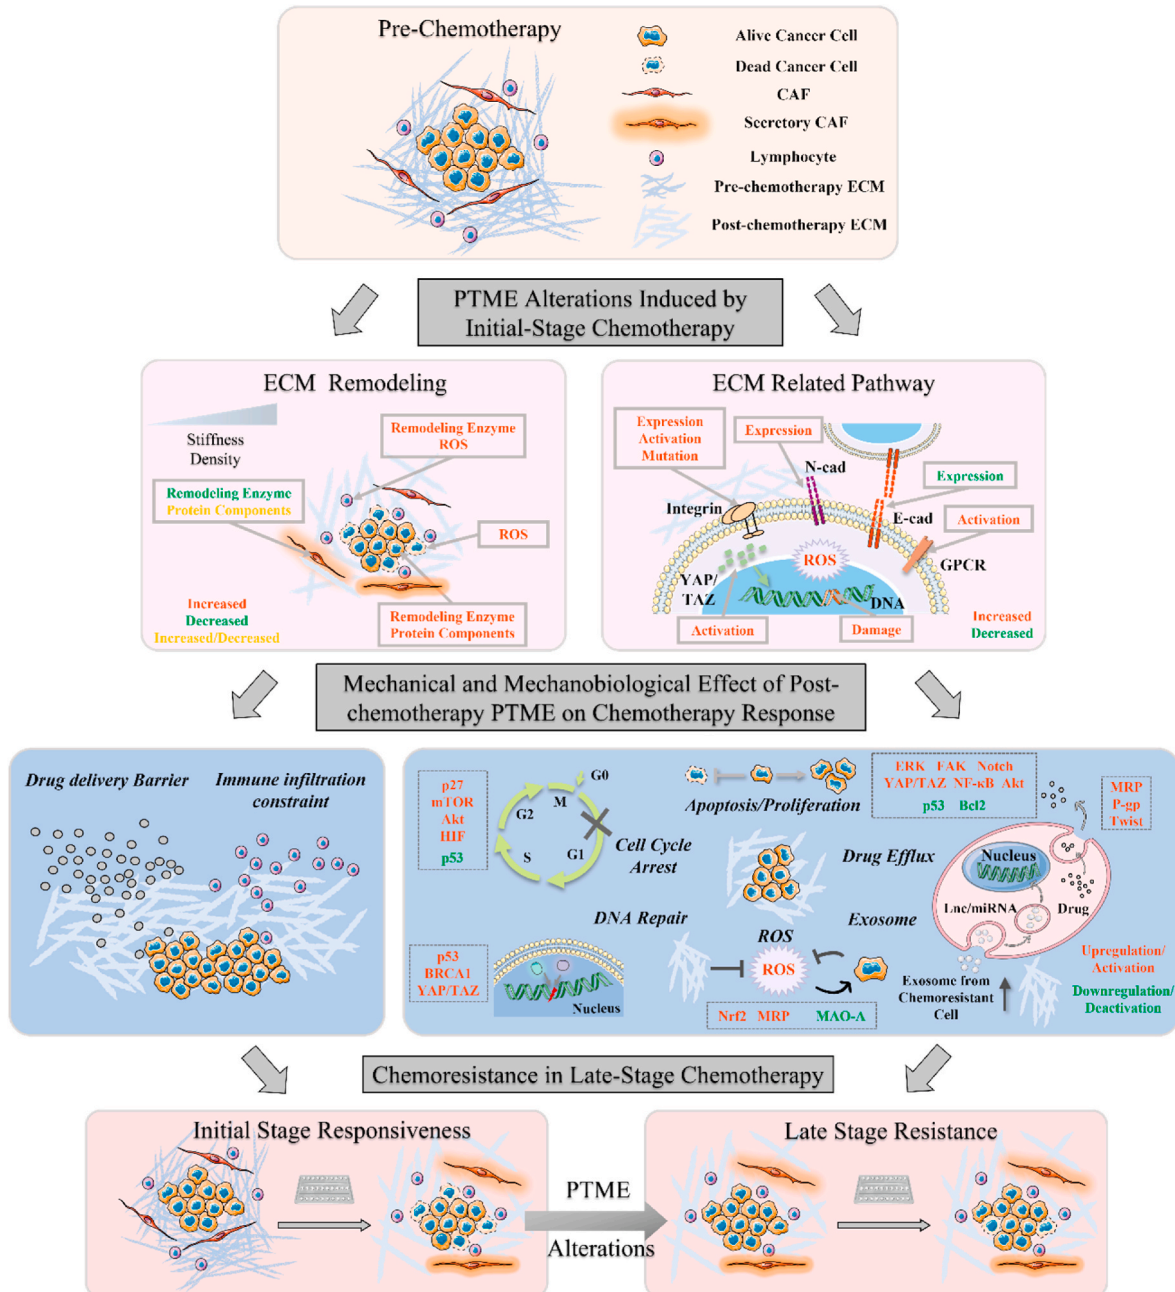 Pre-Chemotherapy
Alive Cancer Cell
Dead Cancer Cell
CAF
Secretory CAF
Lymphocyte
Pre-chemotherapy ECM
Post-chemotherapy ECM
PTME Alterations Induced by
Initial-Stage Chemotherapy
ECM Remodeling
Stiffness
Density
Remodeling Enzyme
ROS
Remodeling Enzyme
Protein Components
ROS
Remodeling Enzyme
Protein Components
Increased
Decreased
Increased/Decreased
ECM Related Pathway
Expression
Activation
Mutation
Expression
N-cad
Expression
Integrin
E-cad
Activation
GPCR
ROS
YAP/
TAZ
DNA
Activation
Damage
Increased
Decreased
Mechanical and Mechanobiological Effect of Post-
chemotherapy PTME on Chemotherapy Response
Drug delivery Barrier
Immune infiltration
constraint
p27
mTOR
Akt
HIF
p53
G0
M
G2
G1
S
Cell Cycle
Arrest
Apoptosis/Proliferation
ERK FAK Notch
YAP/TAZ NF-κB Akt
p53 Bcl2
MRP
P-gp
Twist
Drug Efflux
Nucleus
Lnc/miRNA
Drug
DNA Repair
Exosome
p53
BRCA1
YAP/TAZ
Nucleus
ROS
ROS
Nrf2 MRP MAO-A
Exosome from
Chemoresistant
Cell
Upregulation/
Activation
Downregulation/
Deactivation
Chemoresistance in Late-Stage Chemotherapy
Initial Stage Responsiveness
PTME
Alterations
Late Stage Resistance